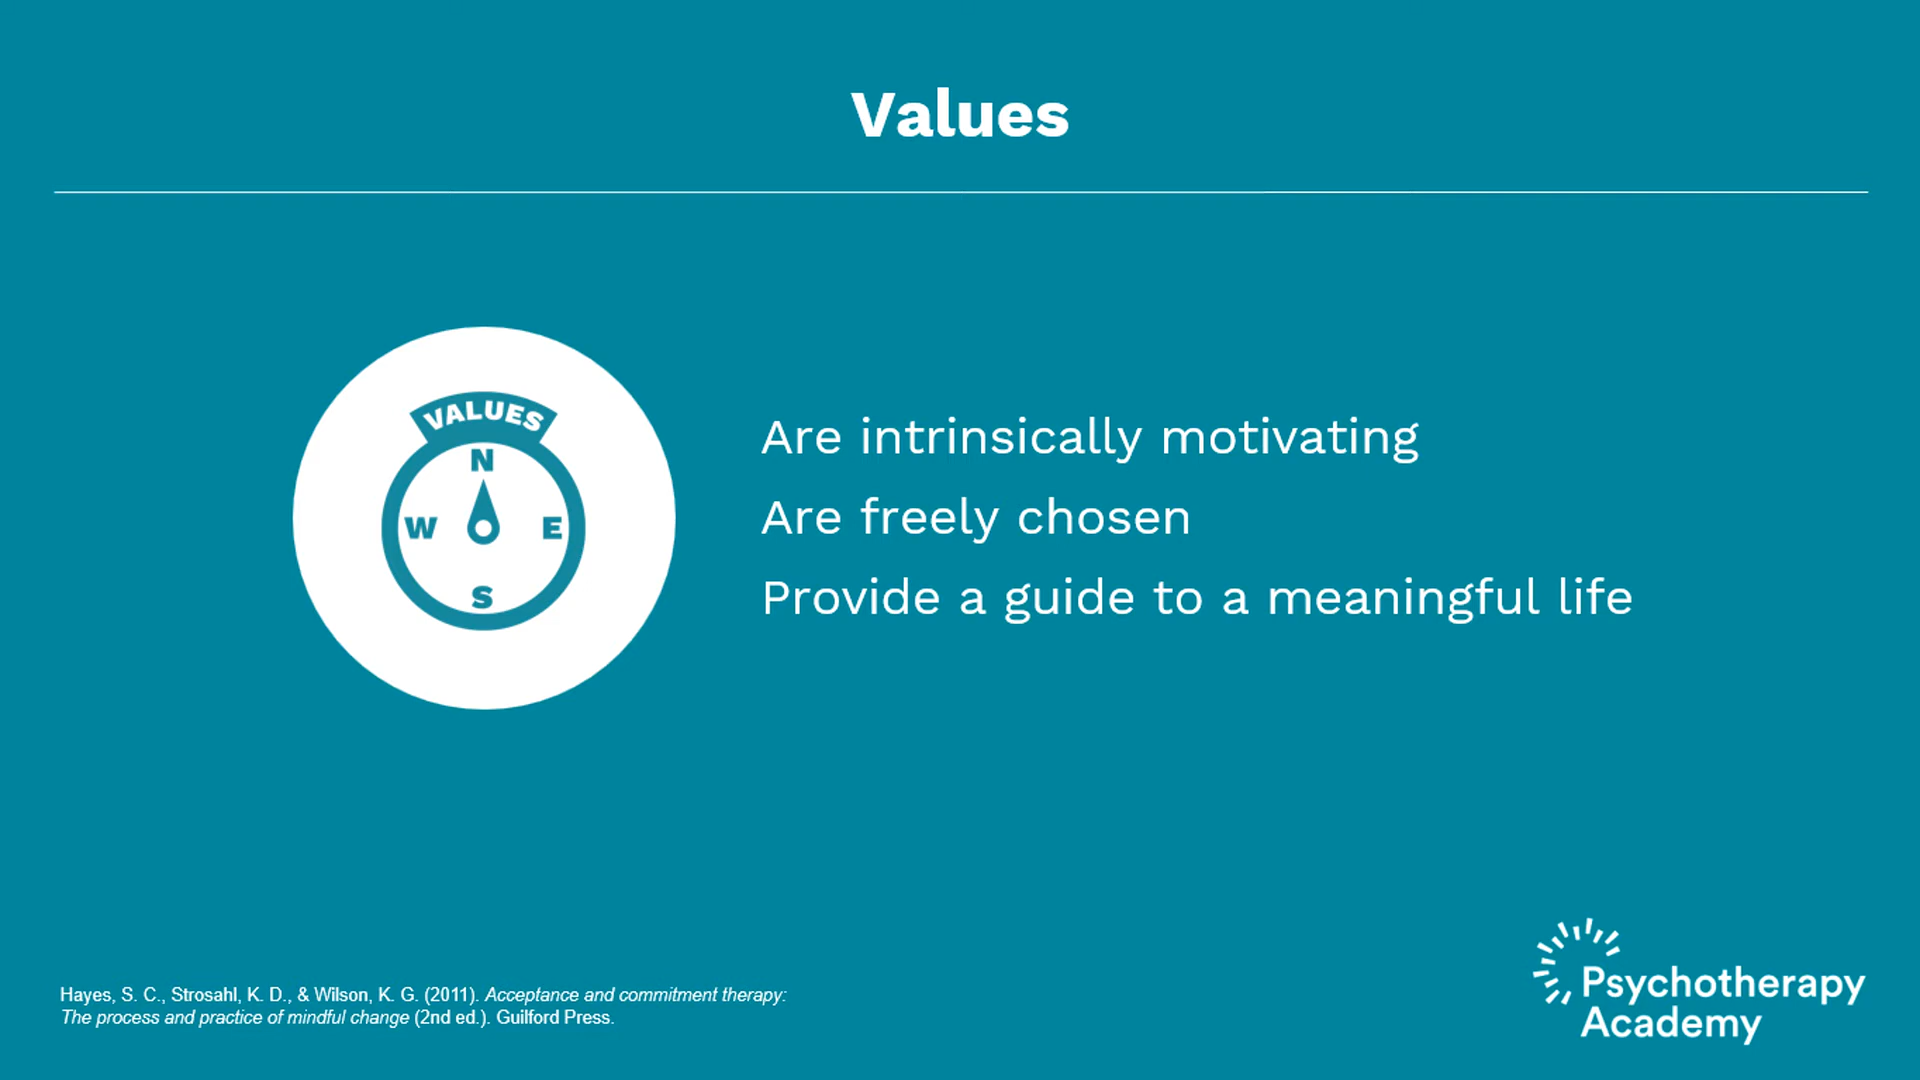 Values
VALUES
N
W E
S
Are intrinsically motivating
Are freely chosen
Provide a guide to a meaningful life
Hayes, S. C., Strosahl, K. D., & Wilson, K. G. (2011). Acceptance and commitment therapy:
The process and practice of mindful change (2nd ed.). Guilford Press.
Psychotherapy
Academy